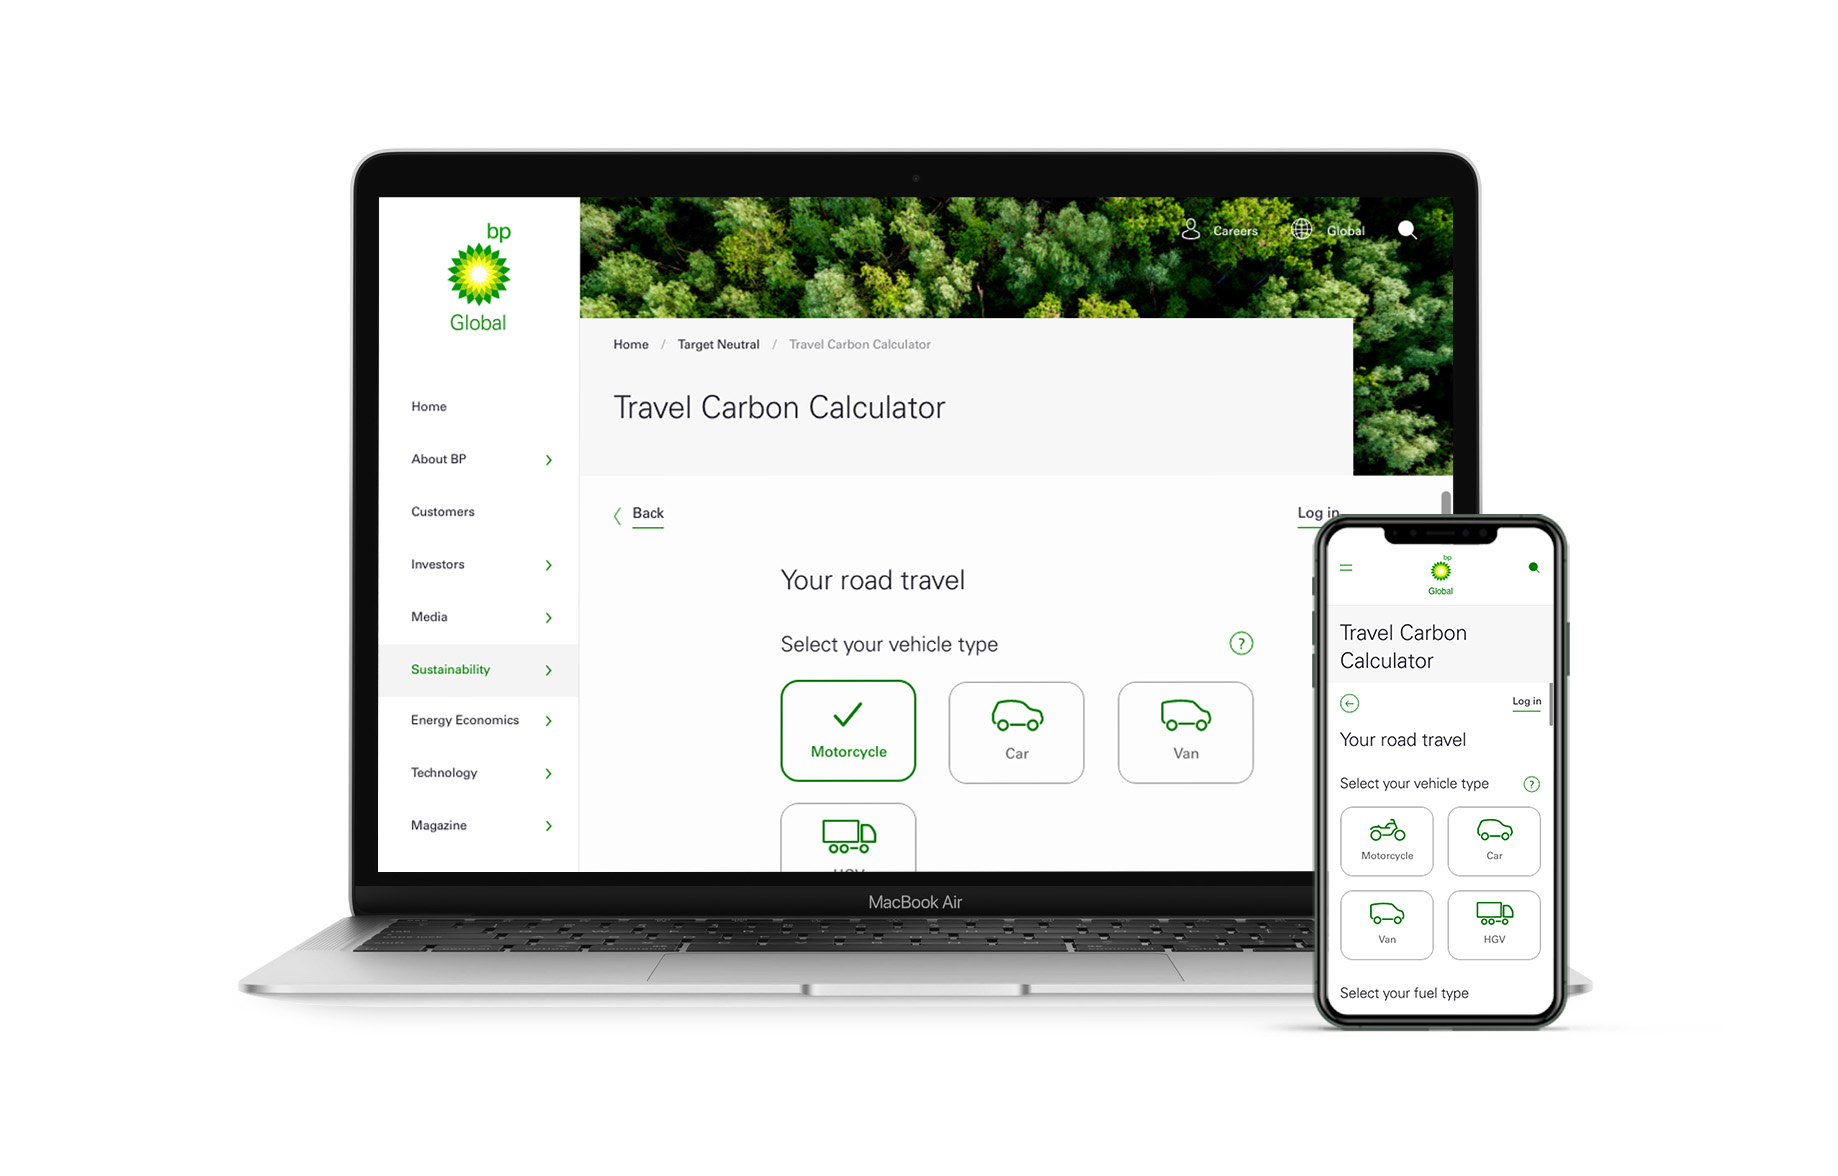 bp
Global
Home
About BP
Customers
Investors
Media
Sustainability
Energy Economics
Technology
Magazine
Careers
Global
Home / Target Neutral / Travel Carbon Calculator
Travel Carbon Calculator
Back
Log in
Your road travel
Select your vehicle type
?
Motorcycle
Car
Van
HGV
MacBook Air
bp
Global
Travel Carbon
Calculator
Log in
Your road travel
Select your vehicle type
?
Motorcycle
Car
Van
HGV
Select your fuel type